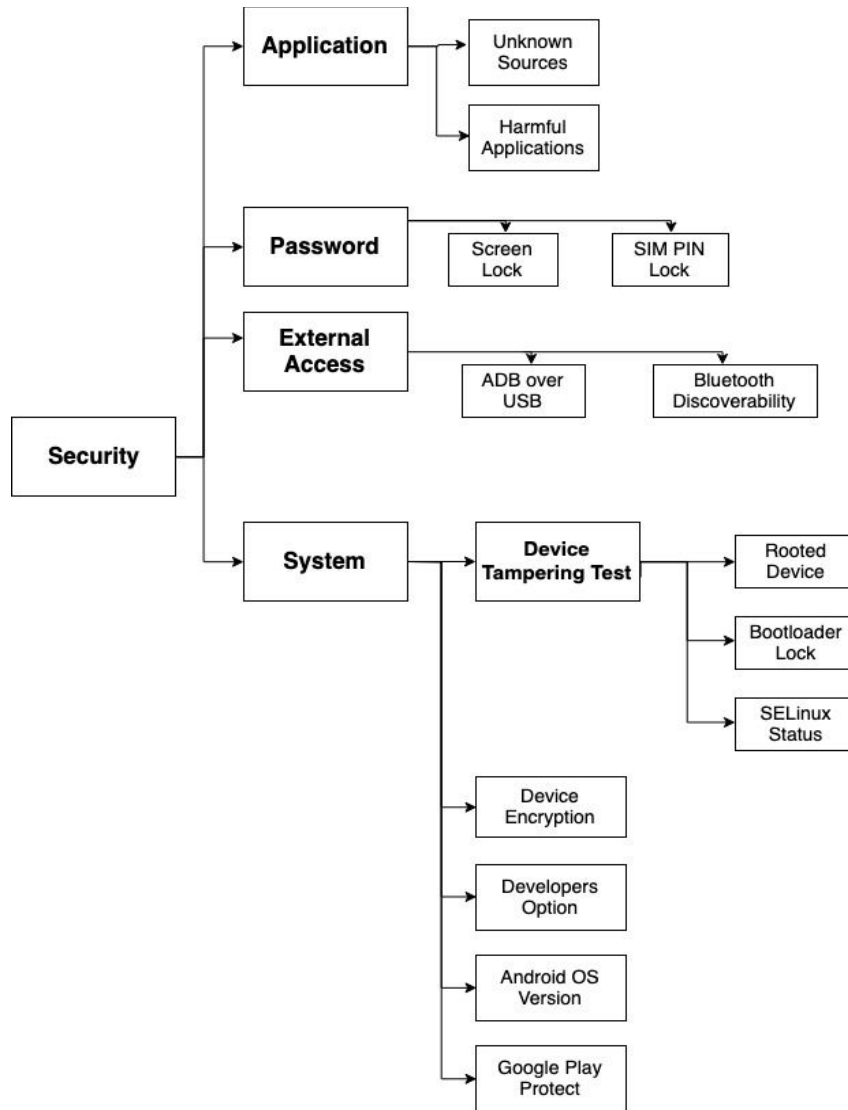 Application
Unknown
Sources
Harmful
Applications
Password
Screen
Lock
SIM PIN
Lock
External
Access
ADB over
USB
Bluetooth
Discoverability
Security
System
Device
Tampering Test
Rooted
Device
Bootloader
Lock
SELinux
Status
Device
Encryption
Developers
Option
Android OS
Version
Google Play
Protect